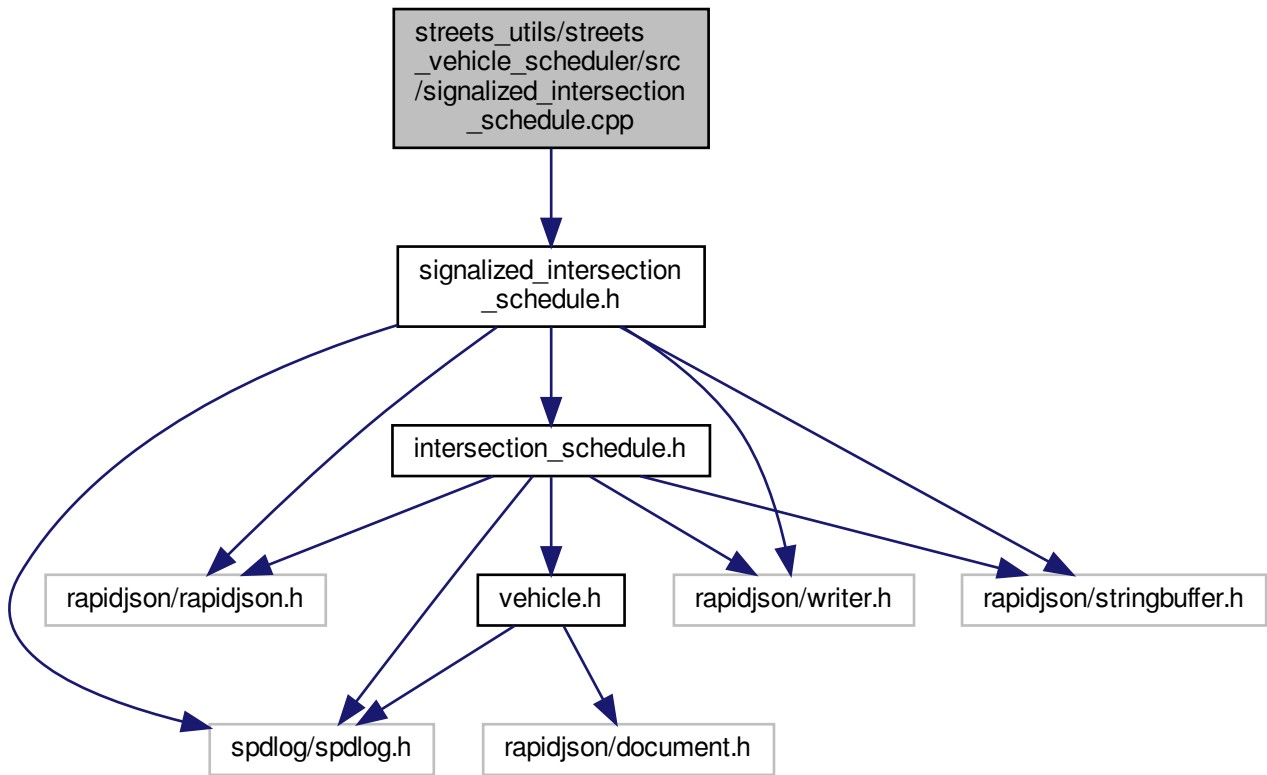 streets_utils/streets
_vehicle_scheduler/src
/signalized_intersection
_schedule.cpp
signalized_intersection
_schedule.h
intersection_schedule.h
rapidjson/rapidjson.h
vehicle.h
rapidjson/writer.h
rapidjson/stringbuffer.h
spdlog/spdlog.h
rapidjson/document.h